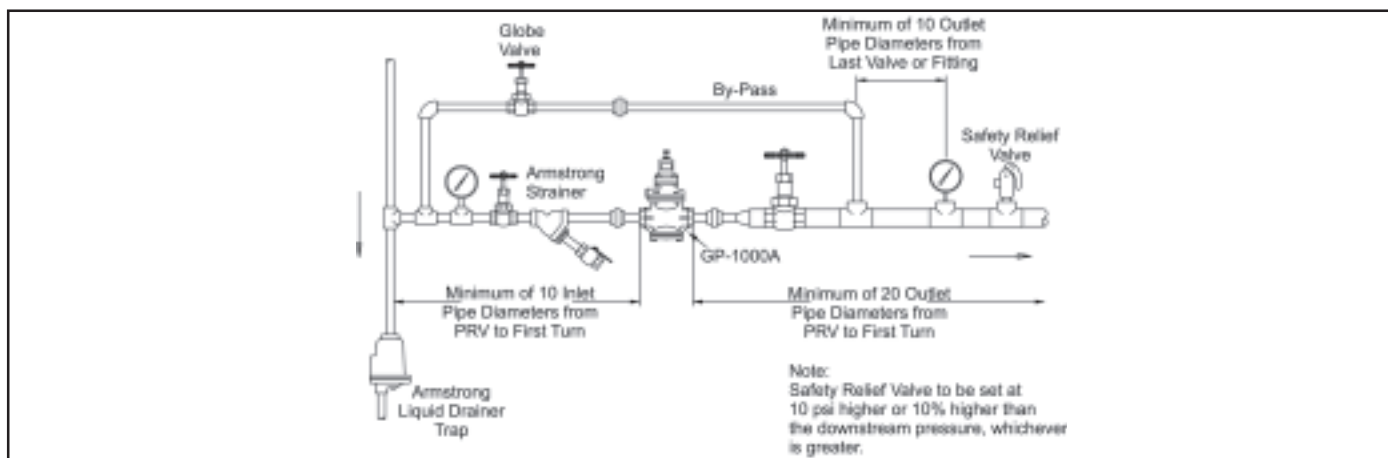 Globe
Valve
Minimum of 10 Outlet
Pipe Diameters from
Last Valve or Fitting
By-Pass
Safety Relief
Valve
Armstrong
Strainer
GP-1000A
Minimum of 10 Inlet
Pipe Diameters from
PRV to First Turn
Minimum of 20 Outlet
Pipe Diameters from
PRV to First Turn
Armstrong
Liquid Drainer
Trap
Note:
Safety Relief Valve to be set at
10 psi higher or 10% higher than
the downstream pressure, whichever
is greater.